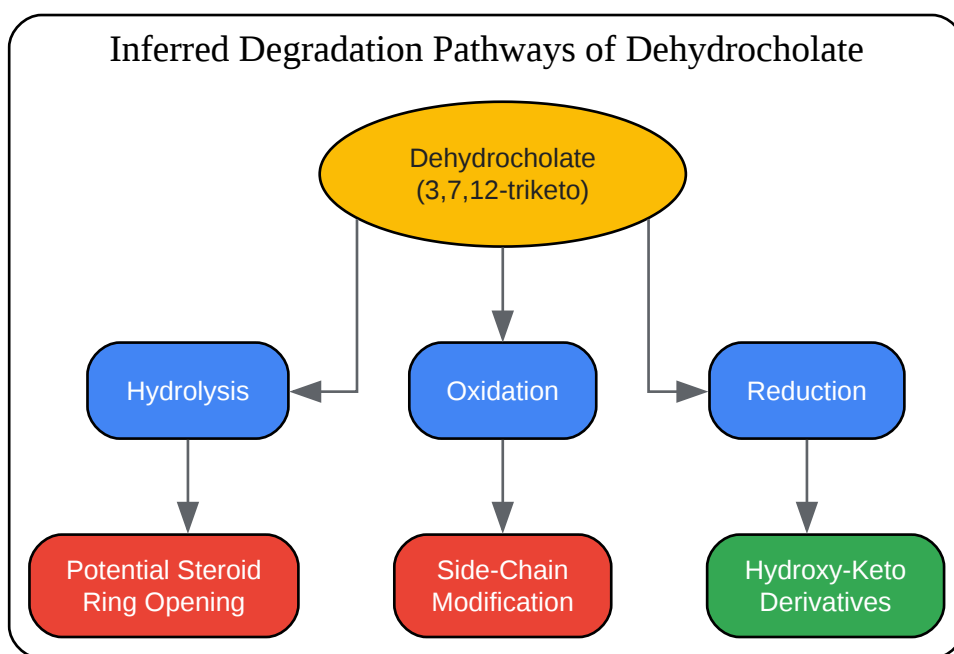 Inferred Degradation Pathways of Dehydrocholate
Dehydrocholate
(3,7,12-triketo)
Hydrolysis
Oxidation
Reduction
Potential Steroid
Ring Opening
Side-Chain
Modification
Hydroxy-Keto
Derivatives